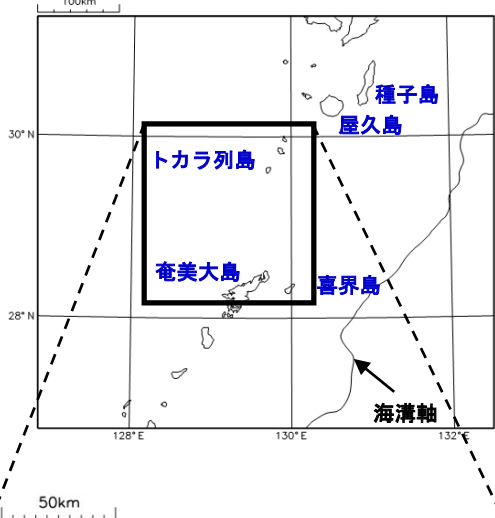 100km
種子島
屋久島
30° N
トカラ列島
奄美大島
喜界島
28° N
海溝軸
128° E
130° E
132° E
50km